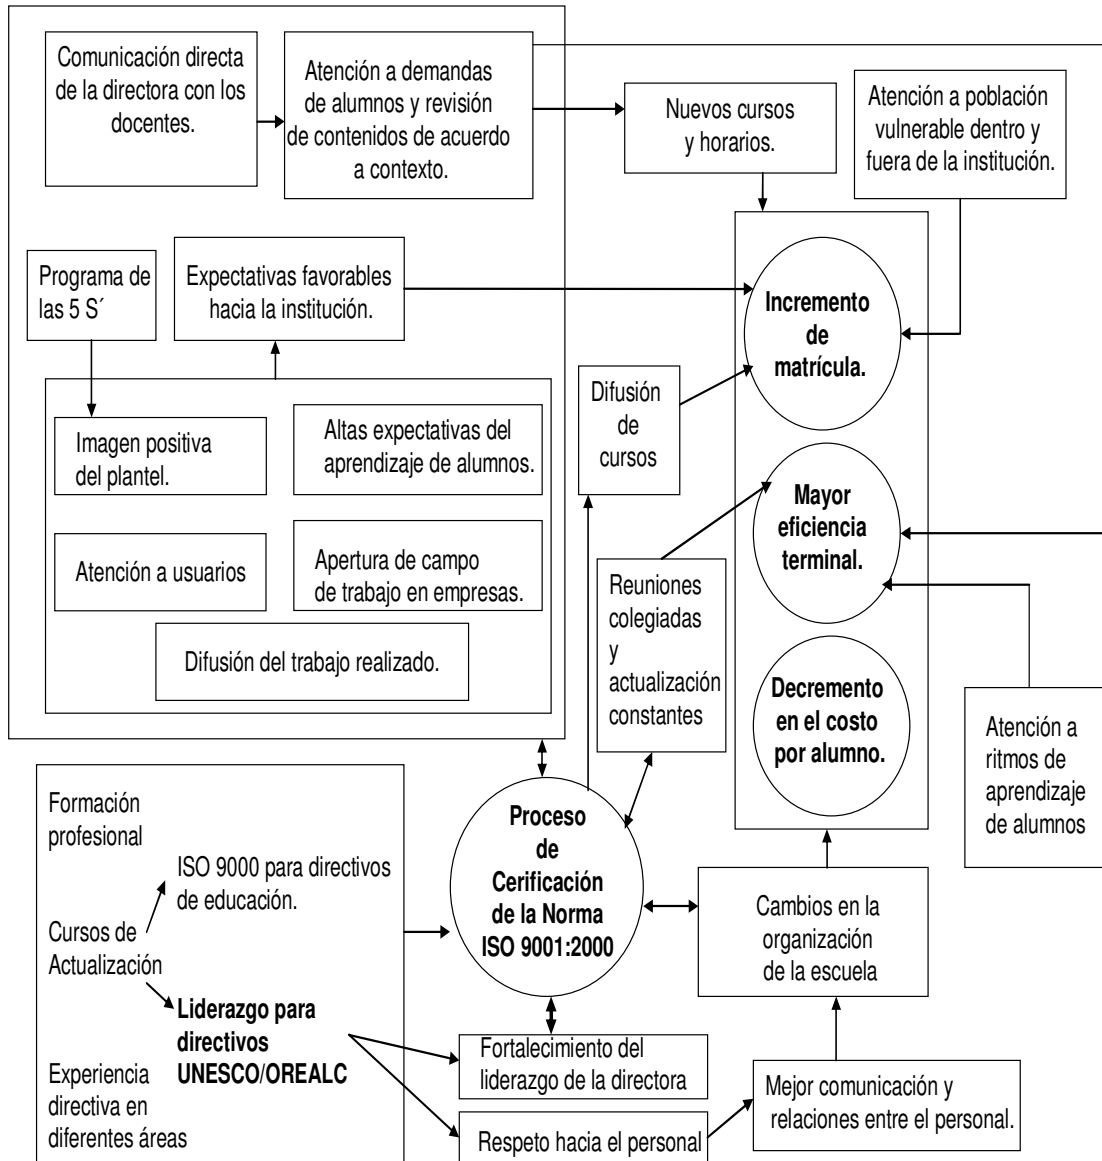 Comunicación directa
de la directora con los
docentes.
Atención a demandas
de alumnos y revisión
de contenidos de acuerdo
a contexto.
Nuevos cursos
y horarios.
Atención a población
vulnerable dentro y
fuera de la institución.
Programa de
las 5 S´
Expectativas favorables
hacia la institución.
Incremento
de
matrícula.
Imagen positiva
del plantel.
Altas expectativas del
aprendizaje de alumnos.
Difusión
de
cursos
Mayor
eficiencia
terminal.
Atención a usuarios
Apertura de campo
de trabajo en empresas.
Reuniones
colegiadas
y
actualización
constantes
Difusión del trabajo realizado.
Decremento
en el costo
por alumno.
Atención a
ritmos de
aprendizaje
de alumnos
Formación
profesional
ISO 9000 para directivos
de educación.
Cursos de
Actualización
Liderazgo para
directivos
UNESCO/OREALC
Experiencia
directiva en
diferentes áreas
Proceso
de
Cerificación
de la Norma
ISO 9001:2000
Cambios en la
organización
de la escuela
Fortalecimiento del
liderazgo de la directora
Respeto hacia el personal
Mejor comunicación y
relaciones entre el personal.